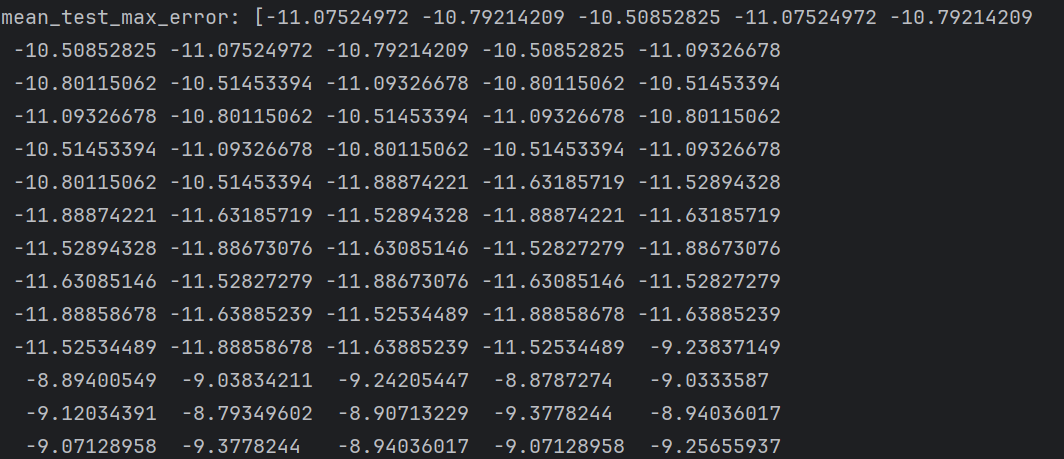 mean_test_max_error: [-11.07524972 -10.79214209 -10.50852825 -11.07524972 -10.79214209
-10.50852825 -11.07524972 -10.79214209 -10.50852825 -11.09326678
-10.80115062 -10.51453394 -11.09326678 -10.80115062 -10.51453394
-11.09326678 -10.80115062 -10.51453394 -11.09326678 -10.80115062
-10.51453394 -11.09326678 -10.80115062 -10.51453394 -11.09326678
-10.80115062 -10.51453394 -11.88874221 -11.63185719 -11.52894328
-11.88874221 -11.63185719 -11.52894328 -11.88874221 -11.63185719
-11.52894328 -11.88673076 -11.63085146 -11.52827279 -11.88673076
-11.63085146 -11.52827279 -11.88673076 -11.63085146 -11.52827279
-11.88858678 -11.63885239 -11.52534489 -11.88858678 -11.63885239
-11.52534489 -11.88858678 -11.63885239 -11.52534489 -9.23837149
-8.89400549 -9.03834211 -9.24205447 -8.8787274 -9.0333587
-9.12034391 -8.79349602 -8.90713229 -9.3778244 -8.94036017
-9.07128958 -9.3778244 -8.94036017 -9.07128958 -9.25655937